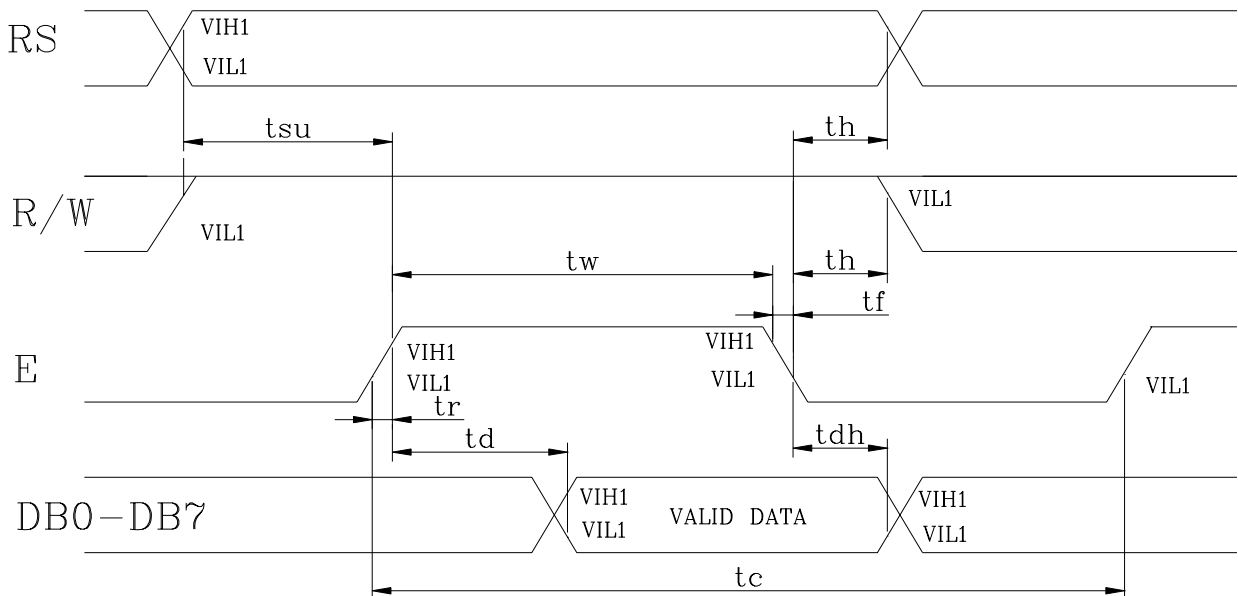 RS
VIH1
VIL1
tsu
th
R/W
VIL1
VIL1
tw
th
tf
E
VIH1
VIL1
VIH1
VIL1
VIL1
tr
td
tdh
DB0-DB7
VIH1
VIL1
VALID DATA
VIH1
VIL1
tc